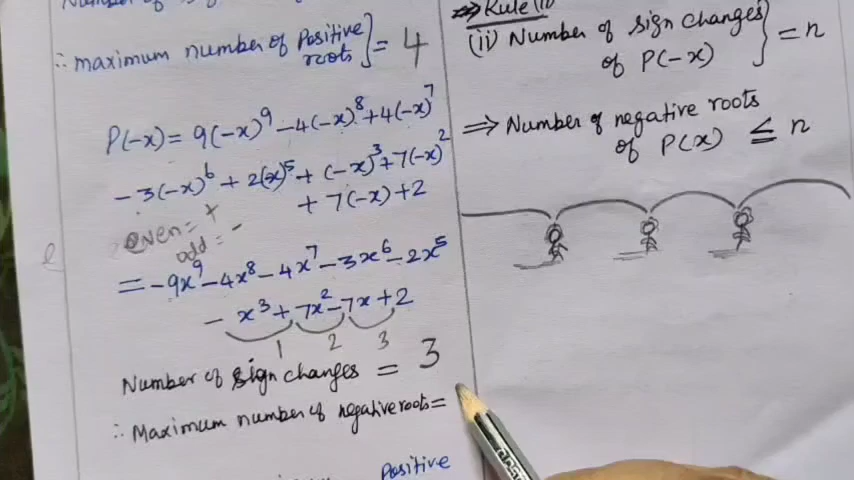 ∴ maximum number of Positive roots} = 4
P(-x) = 9(-x)⁹ - 4(-x)⁸ + 4(-x)⁷
- 3(-x)⁶ + 2(-x)⁵ + (-x)³ + 7(-x)²
+ 7(-x) + 2
even = +
odd = -
= -9x⁹ - 4x⁸ - 4x⁷ - 3x⁶ - 2x⁵
- x³ + 7x² - 7x + 2
1 2 3
Number of sign changes = 3
∴ Maximum number of negative roots =
Positive
Rule (ii)
(ii) Number of sign changes
of P(-x) } = n
⟹ Number of negative roots
of P(x) ≤ n